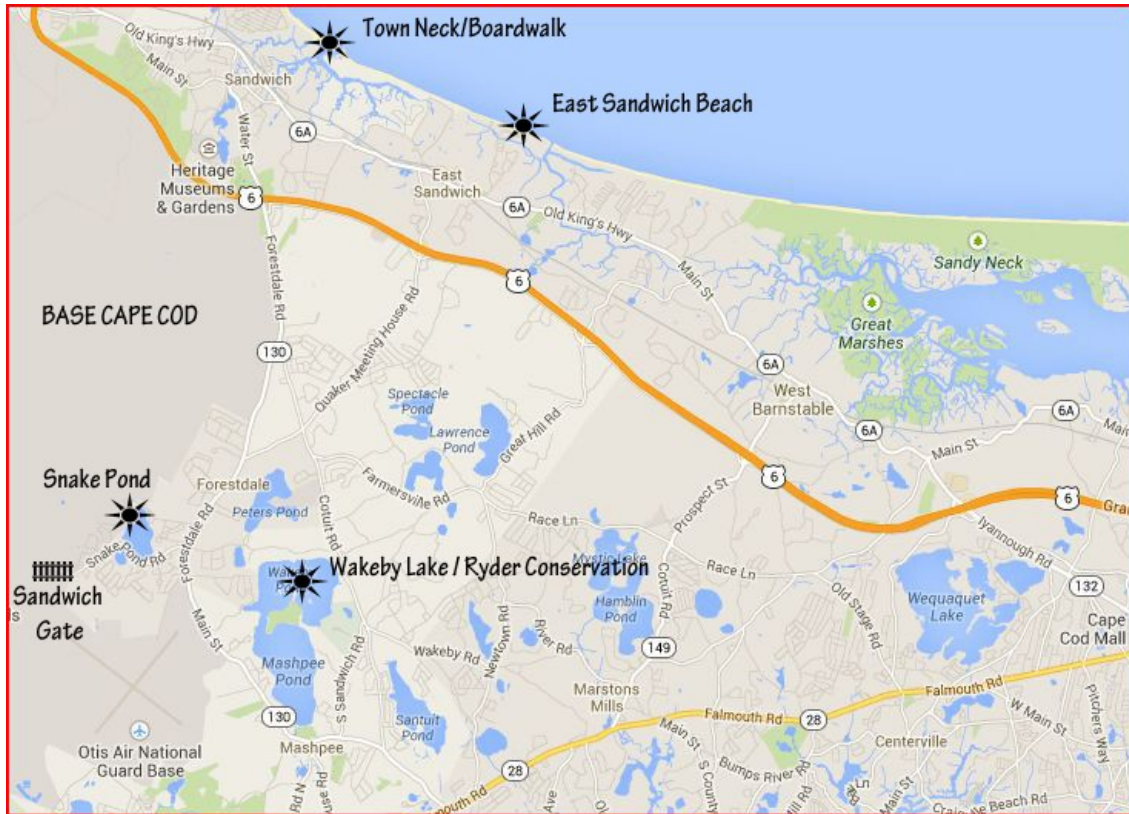 Town Neck/Boardwalk
Old King's Hwy
Main St
Sandwich
East Sandwich Beach
6A
Water St
Heritage
Museums
& Gardens
East
Sandwich
6
6A
Old King's Hwy
Forestdale Rd
Sandy Neck
Main St
6
BASE CAPE COD
Great
Marshes
130
Quaker Meeting House Rd
6A
Spectacle
Pond
West
Barnstable
Lawrence
Pond
Great Hill Rd
6A
6A
Main St
Snake Pond
Forestdale
Farmersville Rd
Prospect St
6
6
Peters Pond
Cotuit Rd
Race Ln
Iyannough Rd
Forestdale Rd
Snake Pond Rd
Wakeby Lake / Ryder Conservation
Mystic Lake
Race Ln
Sandwich
Gate
Hamblin
Pond
Cotuit Rd
Old Stage Rd
Wequaquet
Lake
132
Cape
Cod Mall
Main St
Newtown Rd
River Rd
Wakeby Rd
149
Mashpee
Pond
S Sandwich Rd
Marstons
Mills
Falmouth Rd
130
Santuit
Pond
Falmouth Rd
28
W Main St
Pitchers Way
Otis Air National
Guard Base
Mashpee
Main St
Centerville
28
S County
Bumps River Rd